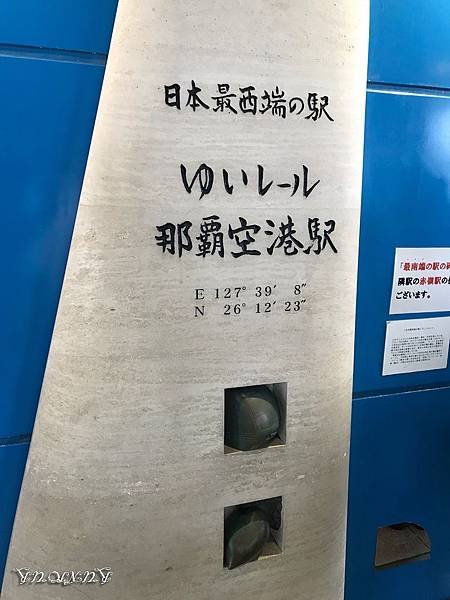 日本最西端の駅
ゆいレール
那覇空港駅
E 127° 39′ 8″
N 26° 12′ 23″
「最南端の駅の
隣駅の赤嶺駅の
ございます。